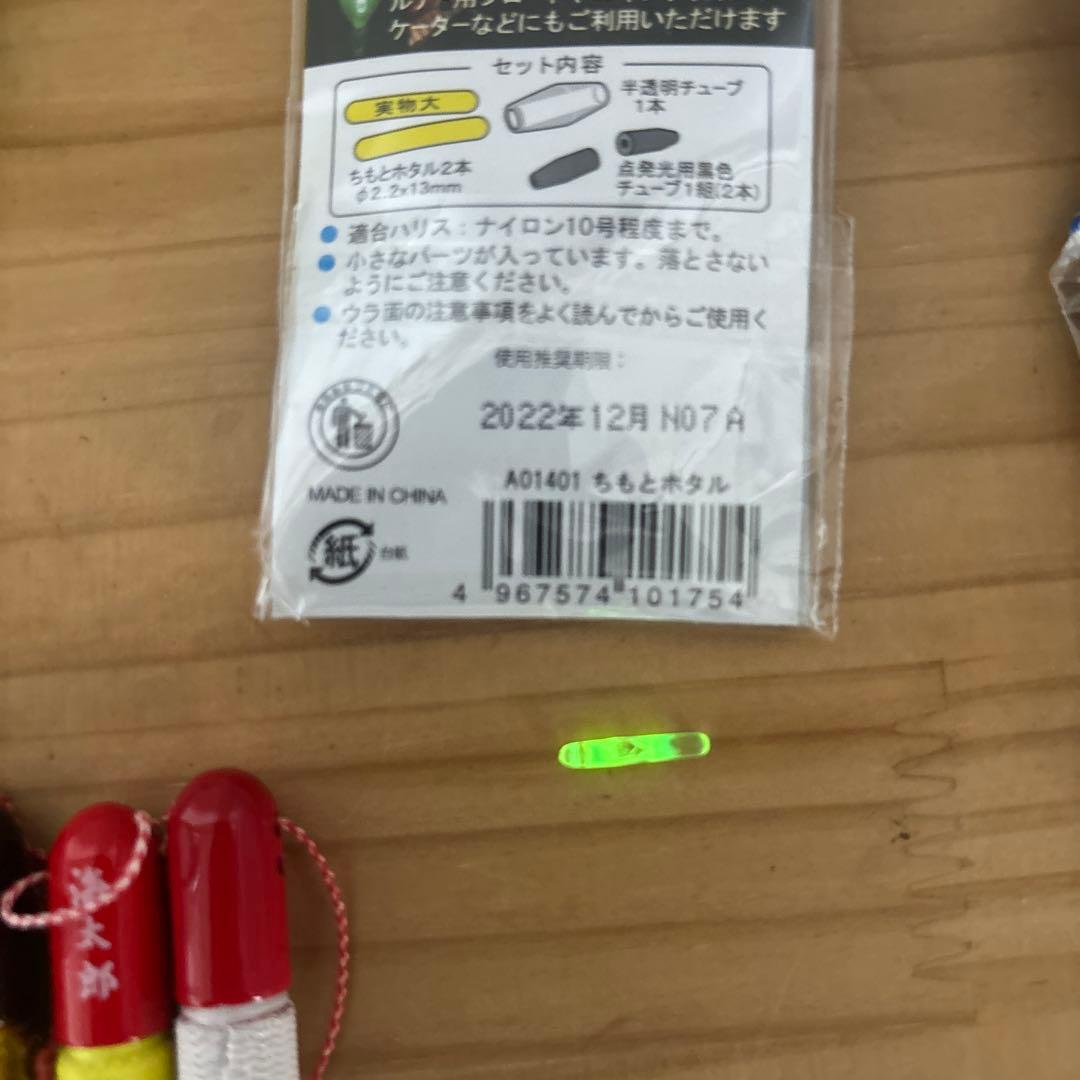 ケーターなどにもご利用いただけます
セット内容
実物大
半透明チューブ
1本
ちもとホタル2本
φ2.2x13mm
点発光用黒色
チューブ1組(2本)
適合ハリス：ナイロン10号程度まで。
小さなパーツが入っています。落とさない
ようにご注意ください。
ウラ面の注意事項をよく読んでからご使用く
ださい。
使用推奨期限：
2022年12月 N07A
A01401 ちもとホタル
MADE IN CHINA
紙
台紙
4 967574 101754
太郎